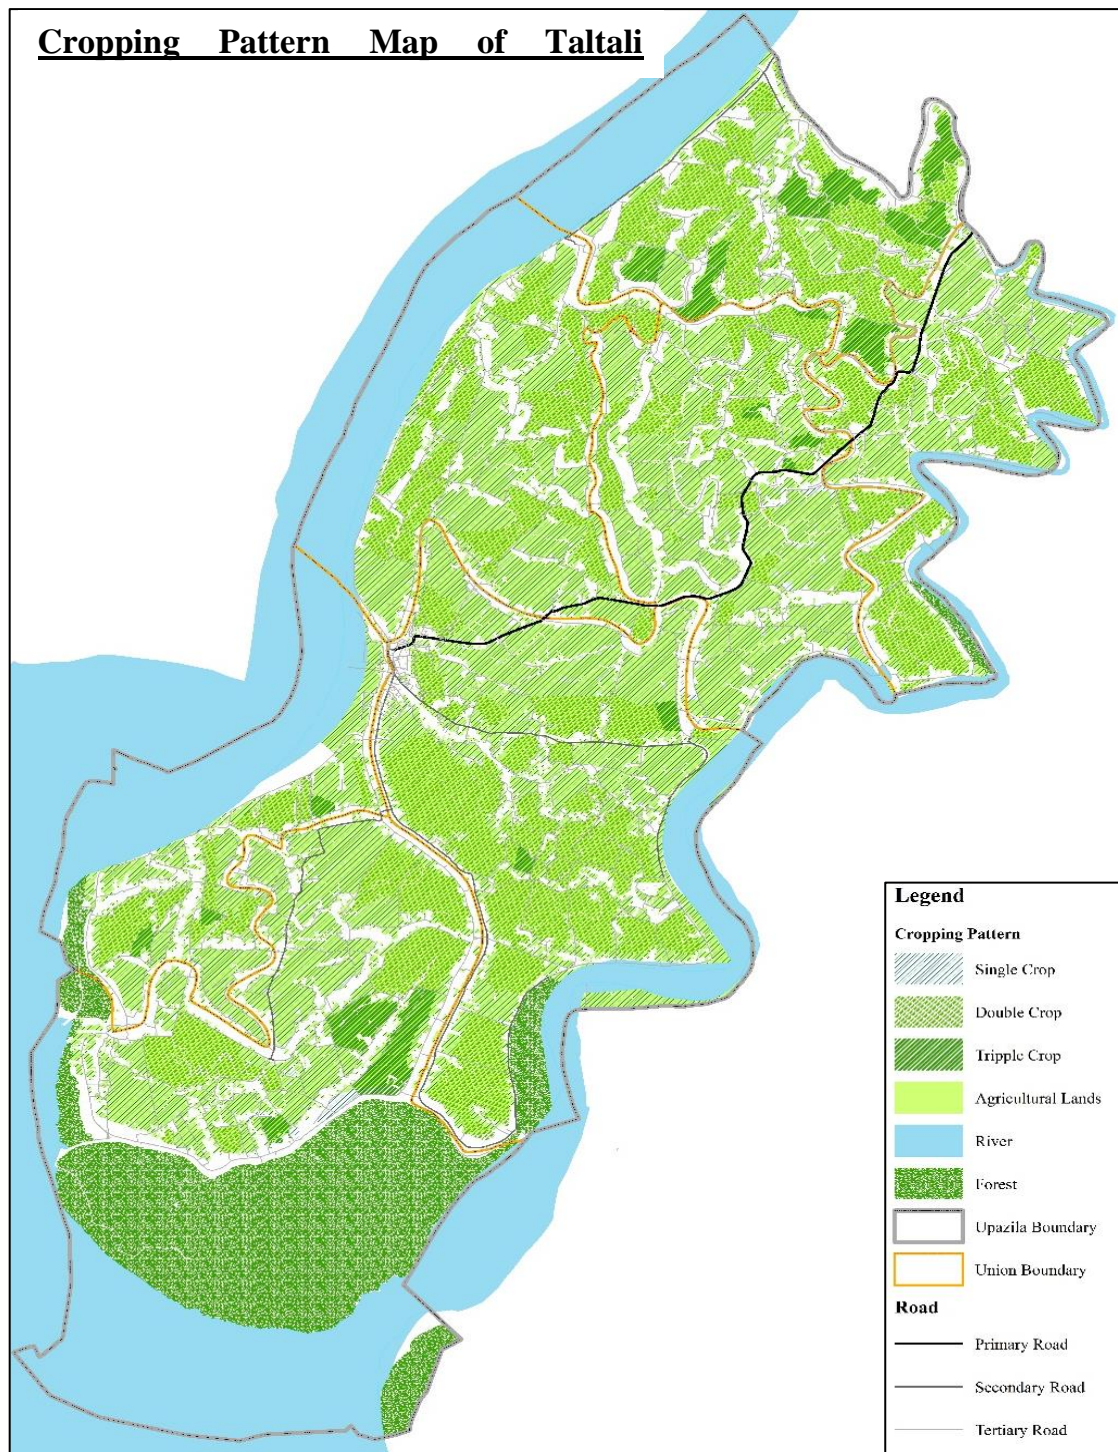 Cropping Pattern Map of Taltali
Legend
Cropping Pattern
Single Crop
Double Crop
Tripple Crop
Agricultural Lands
River
Forest
Upazila Boundary
Union Boundary
Road
Primary Road
Secondary Road
Tertiary Road